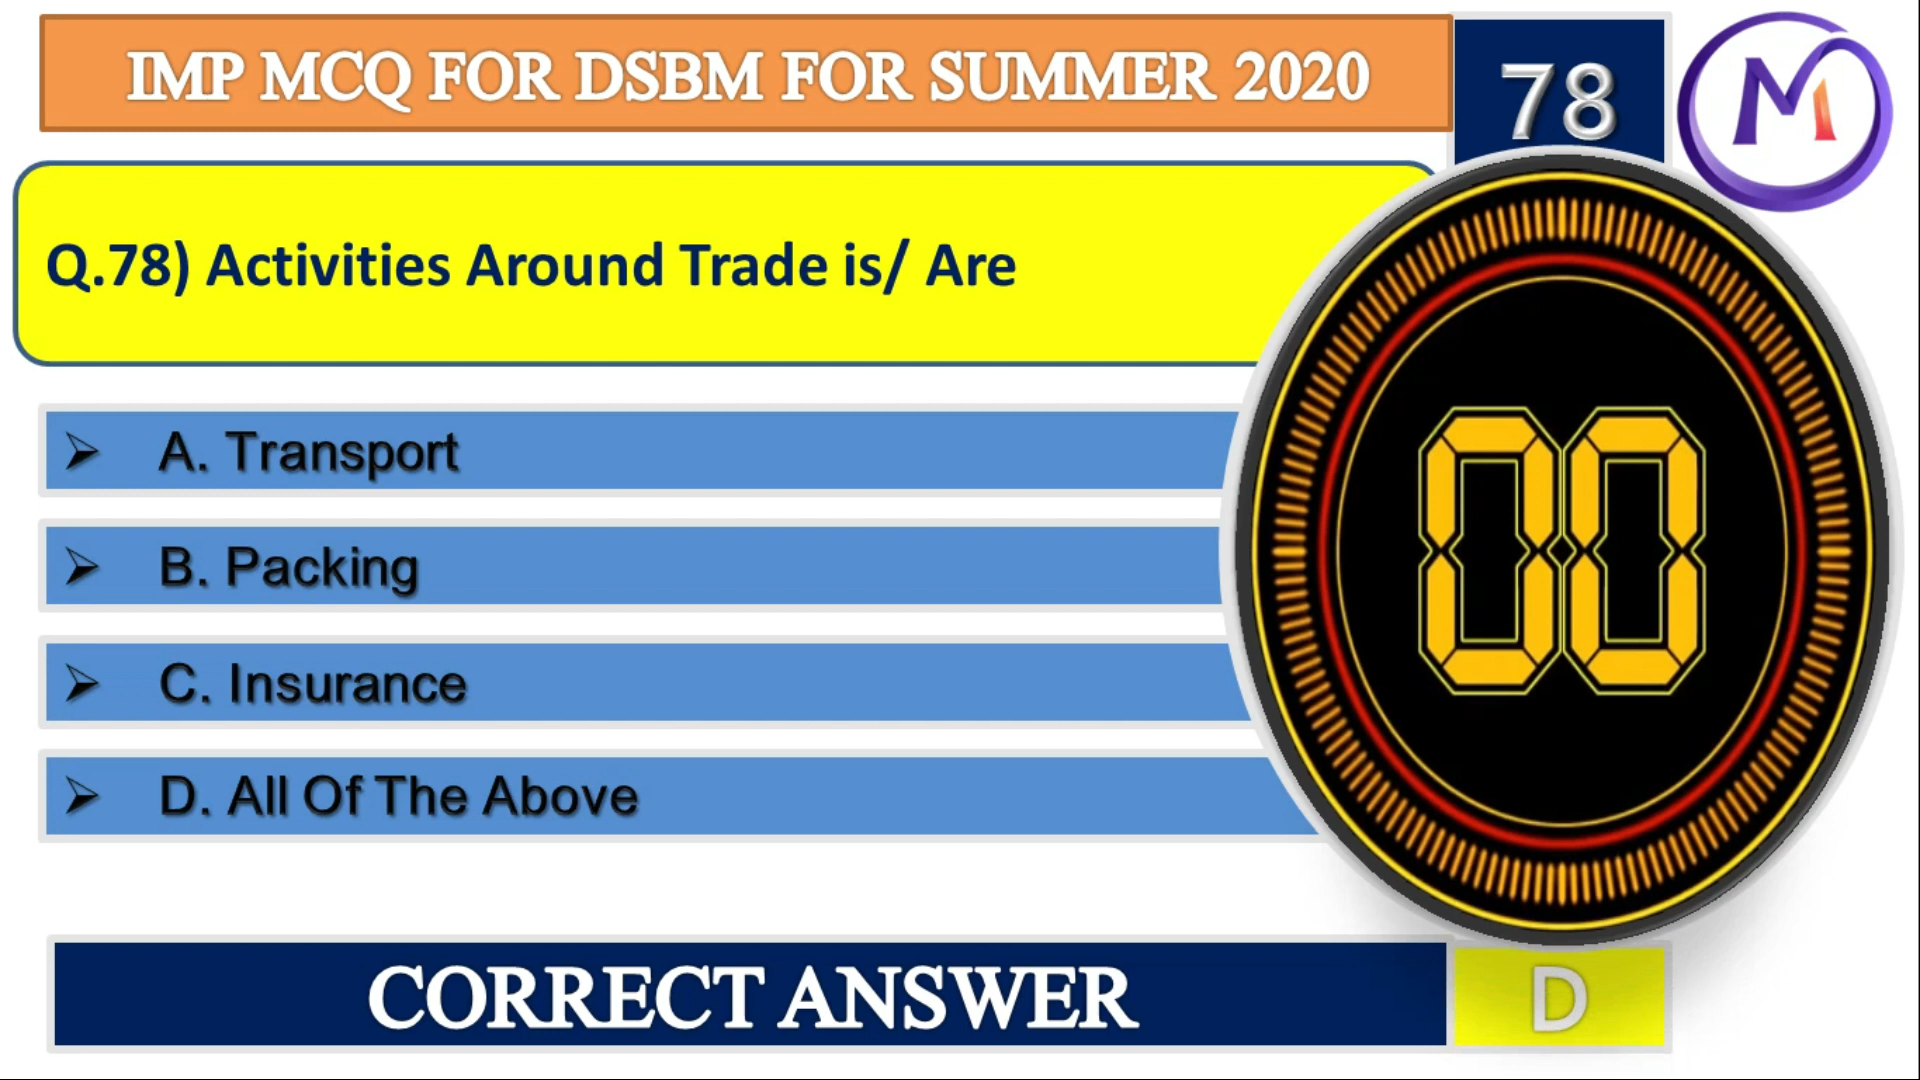 IMP MCQ FOR DSBM FOR SUMMER 2020
78
M
Q.78) Activities Around Trade is/ Are
➢ A. Transport
➢ B. Packing
➢ C. Insurance
➢ D. All Of The Above
00
CORRECT ANSWER
D